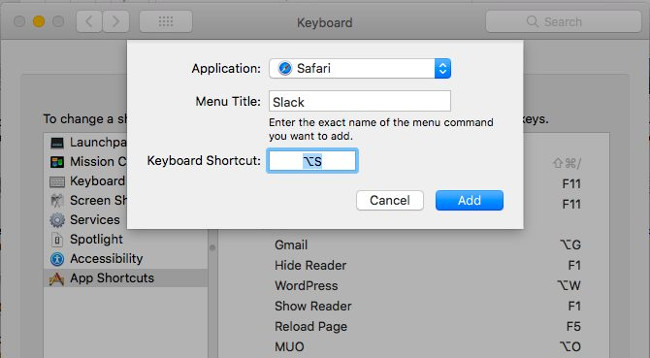 Keyboard
Search
Application: Safari
Menu Title: Slack
Enter the exact name of the menu command
you want to add.
Keyboard Shortcut: ⌥S
Cancel Add
To change a sh
keys.
Launchpa
Mission C
Keyboard
Screen Sh
Services
Spotlight
Accessibility
App Shortcuts
⇧⌘/
F11
F11
Gmail ⌥G
Hide Reader F1
WordPress ⌥W
Show Reader F1
Reload Page F5
MUO ⌥O